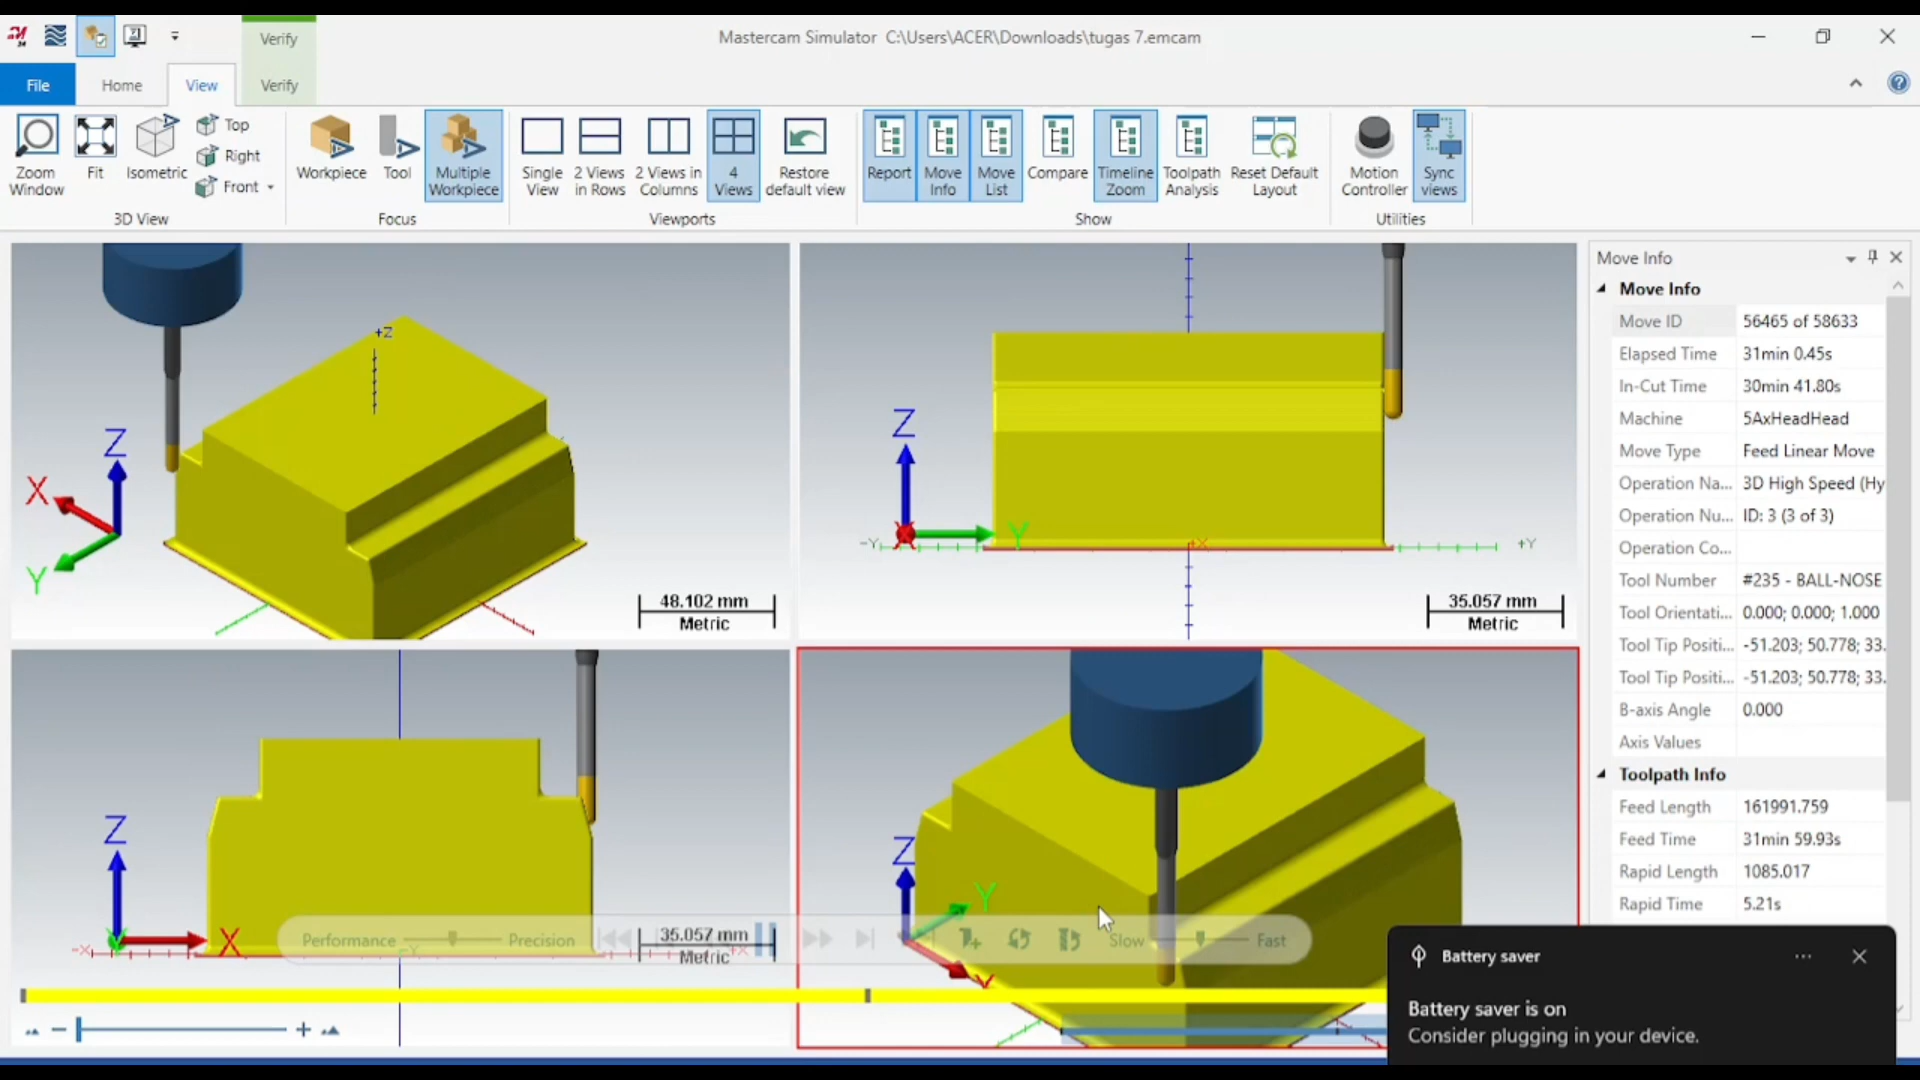 Verify
Mastercam Simulator C:\Users\ACER\Downloads\tugas 7.emcam
File
Home
View
Verify
Zoom Window
Fit
Isometric
Top
Right
Front
3D View
Workpiece
Tool
Multiple Workpiece
Focus
Single View
2 Views in Rows
2 Views in Columns
4 Views
Restore default view
Viewports
Report
Move Info
Move List
Compare
Timeline Zoom
Toolpath Analysis
Reset Default Layout
Show
Motion Controller
Sync views
Utilities
+Z
Z
X
Y
48.102 mm
Metric
Z
X
Y
-Y
+X
+Y
35.057 mm
Metric
Z
Y
X
-X
+X
35.057 mm
Metric
Z
Y
X
Performance
Precision
Slow
Fast
Move Info
Move Info
Move ID 56465 of 58633
Elapsed Time 31min 0.45s
In-Cut Time 30min 41.80s
Machine 5AxHeadHead
Move Type Feed Linear Move
Operation Na... 3D High Speed (Hy
Operation Nu... ID: 3 (3 of 3)
Operation Co...
Tool Number #235 - BALL-NOSE
Tool Orientati... 0.000; 0.000; 1.000
Tool Tip Positi... -51.203; 50.778; 33.
Tool Tip Positi... -51.203; 50.778; 33.
B-axis Angle 0.000
Axis Values
Toolpath Info
Feed Length 161991.759
Feed Time 31min 59.93s
Rapid Length 1085.017
Rapid Time 5.21s
Battery saver
Battery saver is on
Consider plugging in your device.